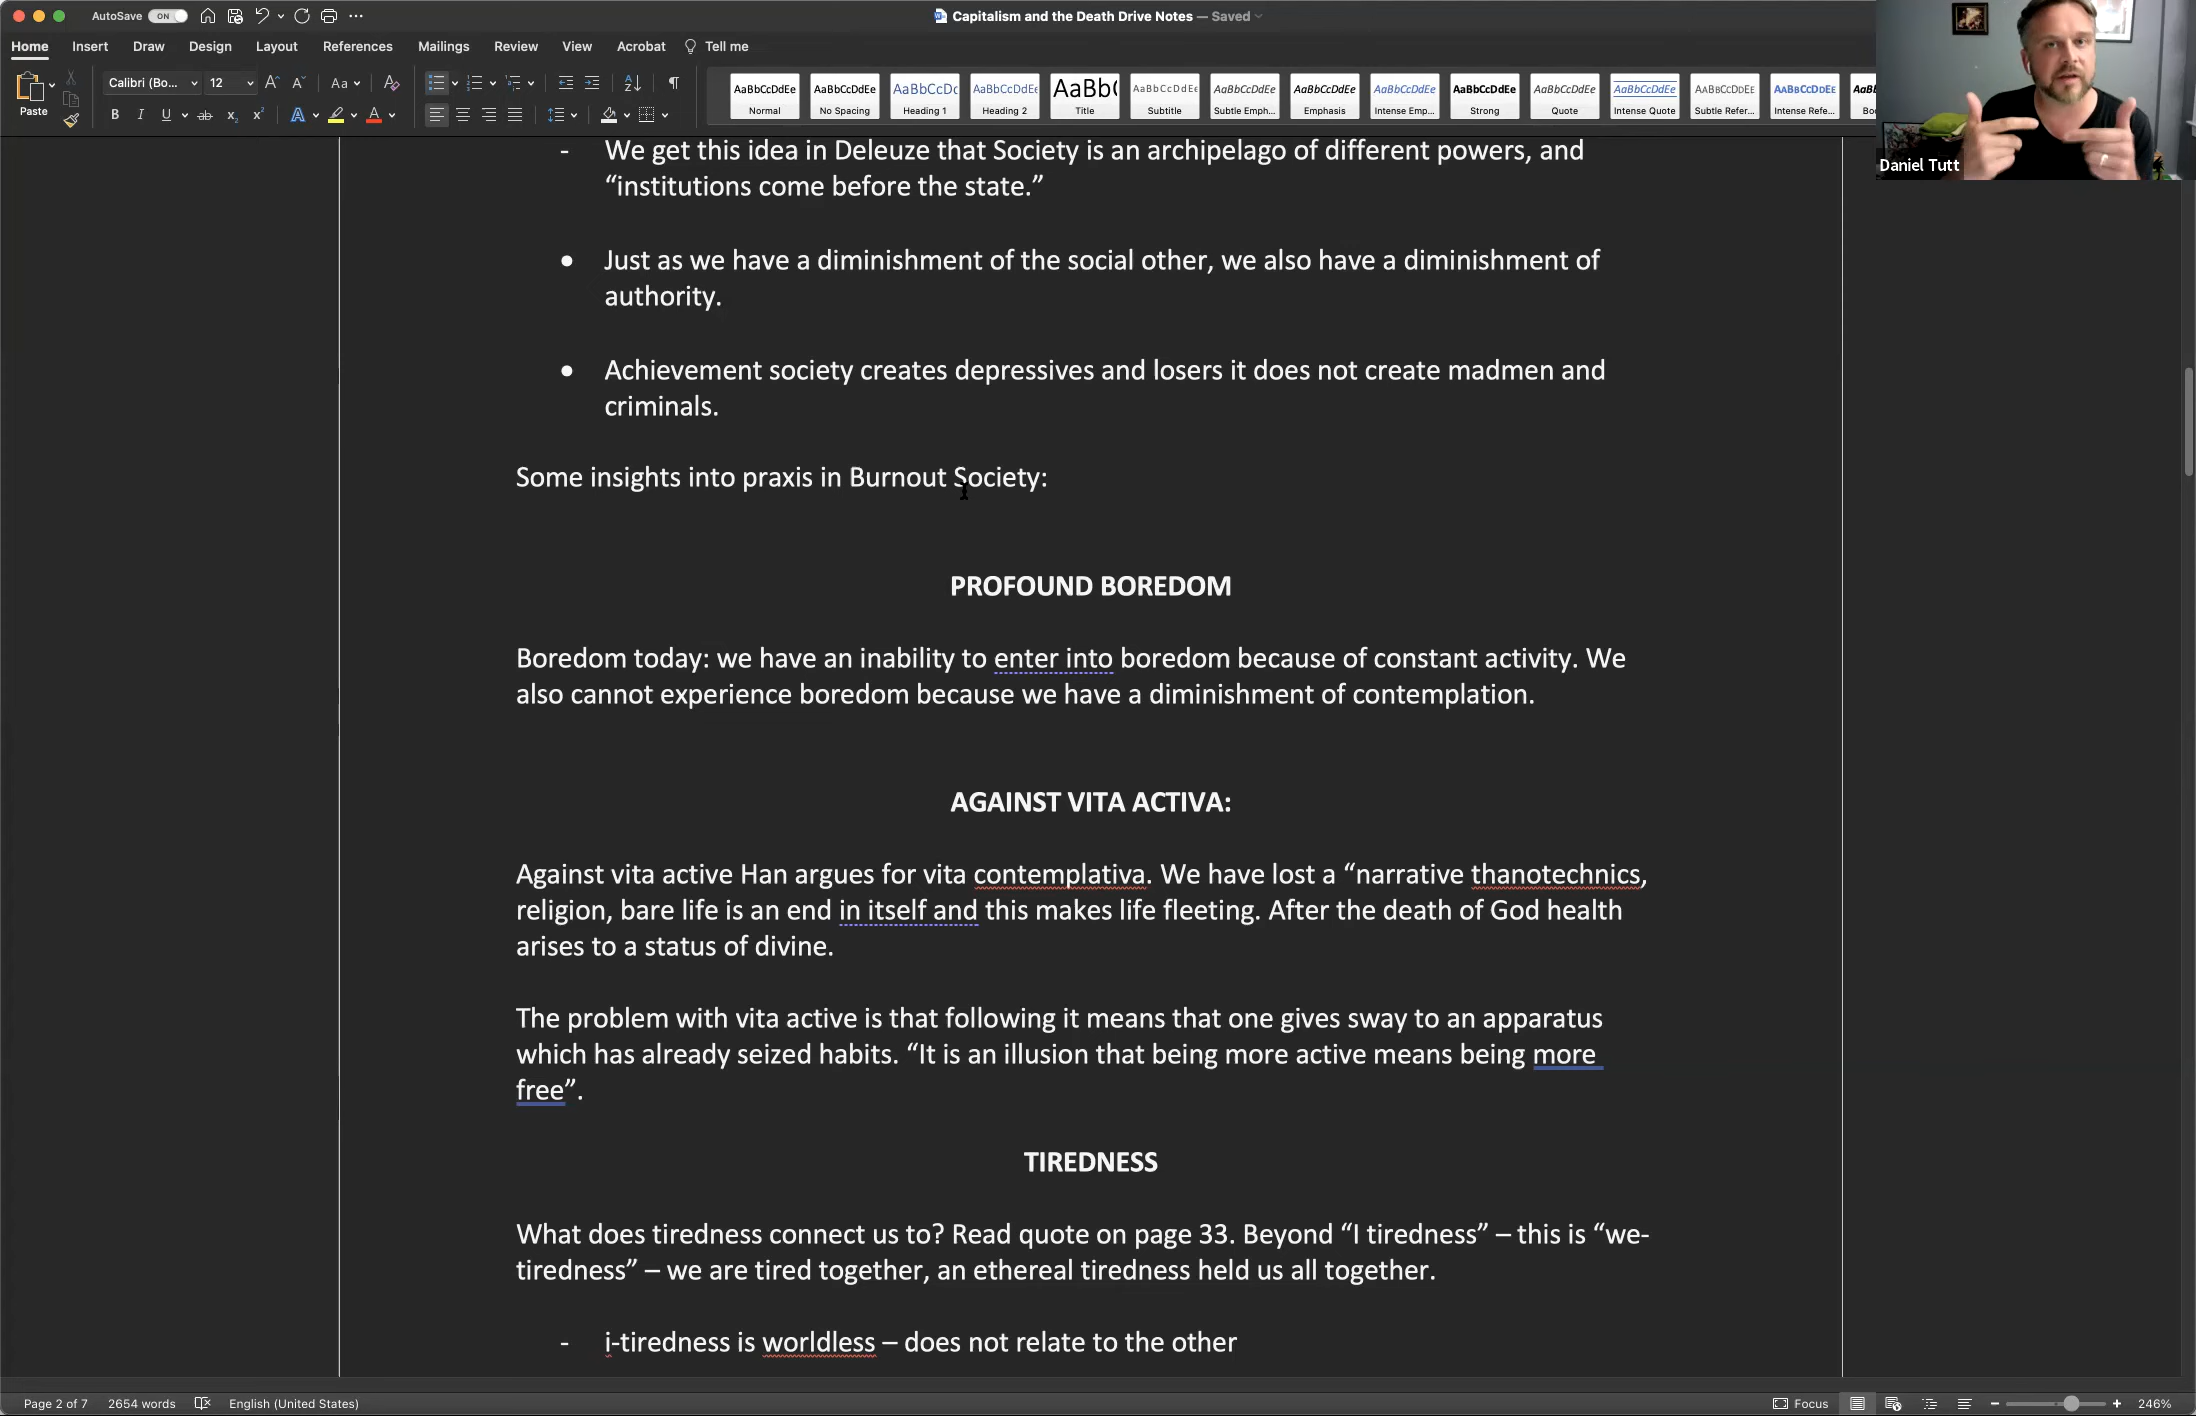 AutoSave ON
Capitalism and the Death Drive Notes — Saved
Home Insert Draw Design Layout References Mailings Review View Acrobat Tell me
Paste
Calibri (Bo... 12 Aa
B I U ab x₂ x² A A
AaBbCcDdEe AaBbCcDdEe AaBbCcDc AaBbCcDdEe AaBb( AaBbCcDdEe AaBbCcDdEe AaBbCcDdEe AaBbCcDdEe AaBbCcDdEe AaBbCcDdEe AaBbCcDdEe AaBbCcDdEe AaBbCcDdEe AaBb
Normal No Spacing Heading 1 Heading 2 Title Subtitle Subtle Emph... Emphasis Intense Emp... Strong Quote Intense Quote Subtle Refer... Intense Refe... Boo
Daniel Tutt
- We get this idea in Deleuze that Society is an archipelago of different powers, and
“institutions come before the state.”
• Just as we have a diminishment of the social other, we also have a diminishment of
authority.
• Achievement society creates depressives and losers it does not create madmen and
criminals.
Some insights into praxis in Burnout Society:
PROFOUND BOREDOM
Boredom today: we have an inability to enter into boredom because of constant activity. We
also cannot experience boredom because we have a diminishment of contemplation.
AGAINST VITA ACTIVA:
Against vita active Han argues for vita contemplativa. We have lost a “narrative thanotechnics,
religion, bare life is an end in itself and this makes life fleeting. After the death of God health
arises to a status of divine.
The problem with vita active is that following it means that one gives sway to an apparatus
which has already seized habits. “It is an illusion that being more active means being more
free”.
TIREDNESS
What does tiredness connect us to? Read quote on page 33. Beyond “I tiredness” – this is “we-
tiredness” – we are tired together, an ethereal tiredness held us all together.
- i-tiredness is worldless – does not relate to the other
Page 2 of 7 2654 words English (United States) Focus 246%